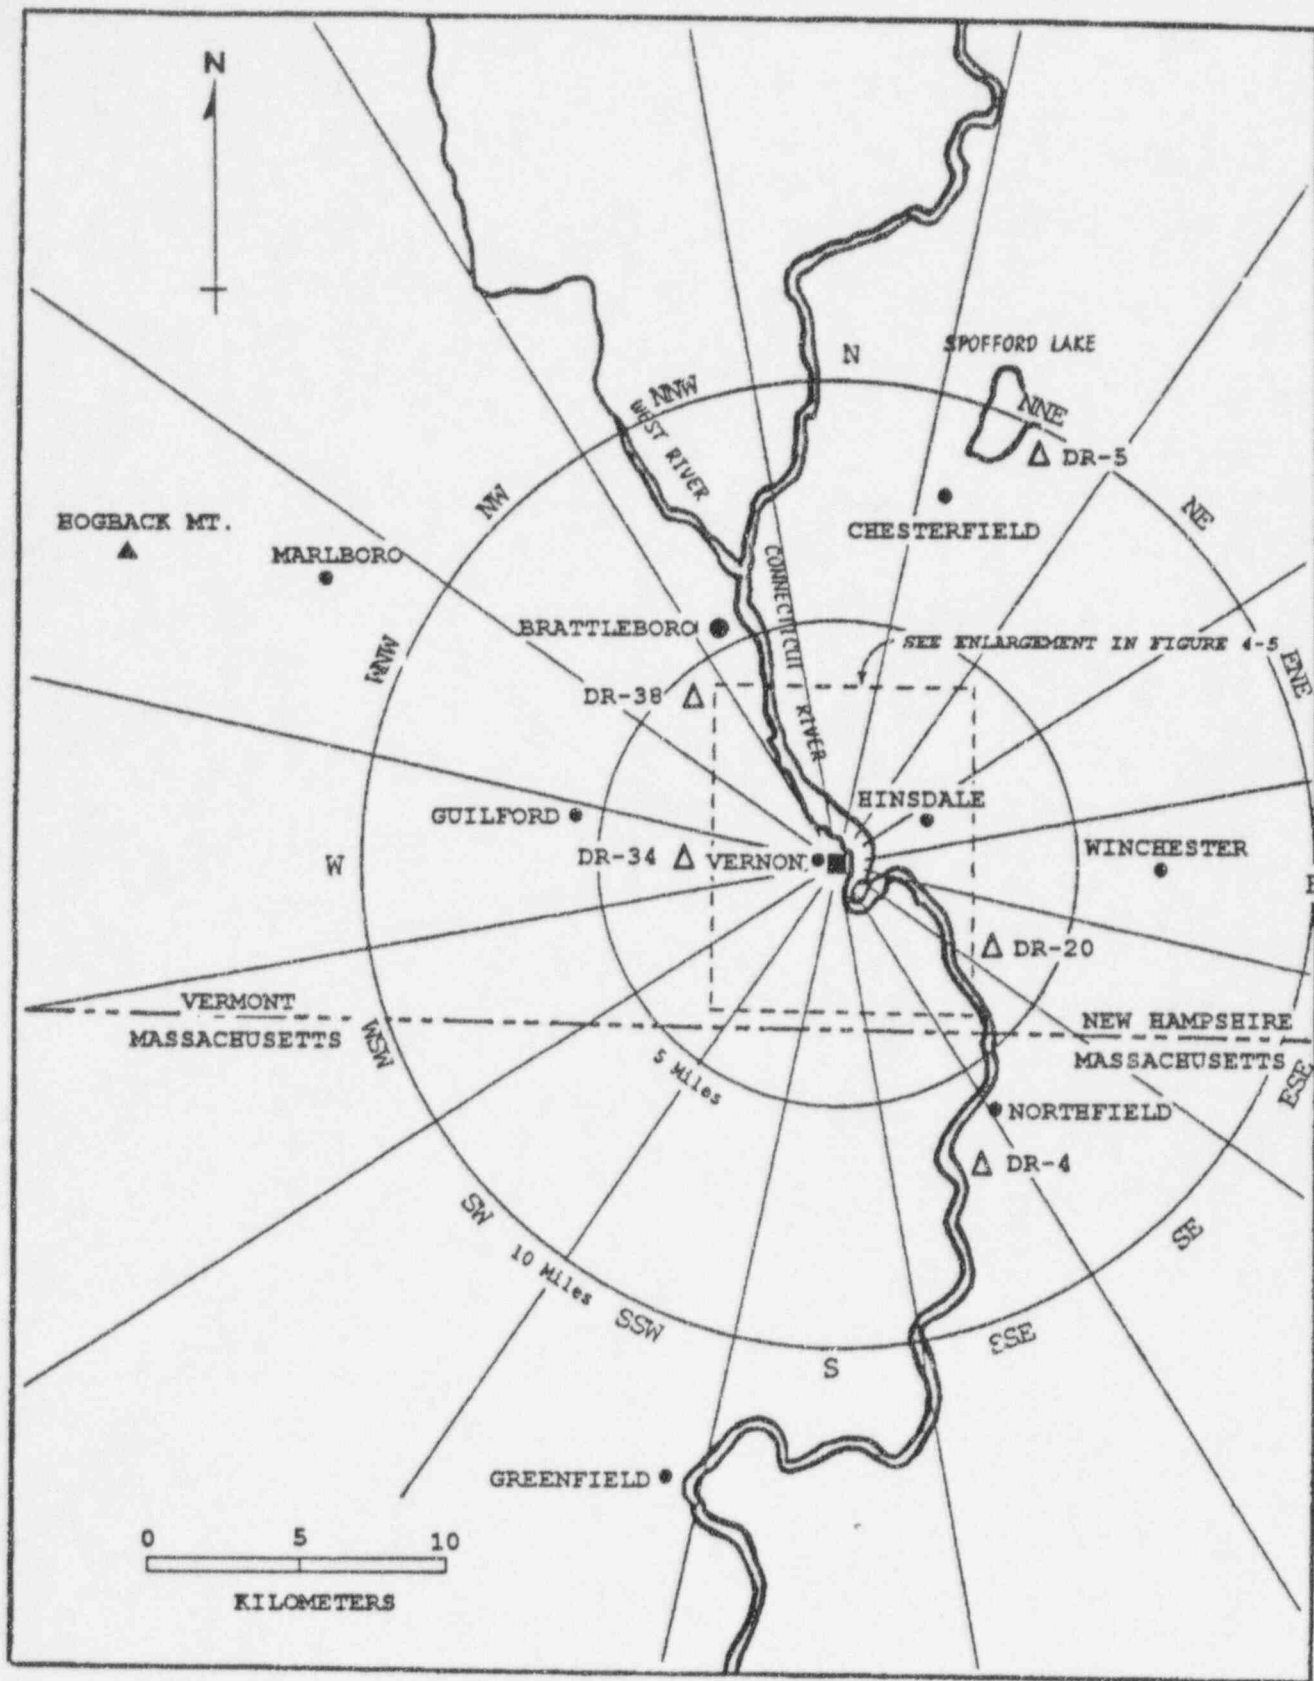 N
N
SPOFFORD LAKE
NNW
NNE
WEST RIVER
DR-5
NW
NE
HOGBACK MT.
CHESTERFIELD
MARLBORO
CONNECTICUT RIVER
BRATTLEBORO
SEE ENLARGEMENT IN FIGURE 4-5
WNW
ENE
DR-38
HINSDALE
GUILFORD
W
DR-34
VERNON
WINCHESTER
E
DR-20
VERMONT
MASSACHUSETTS
NEW HAMPSHIRE
MASSACHUSETTS
WSW
ESE
5 Miles
NORTHFIELD
DR-4
SW
SE
10 Miles
SSW
SSE
S
GREENFIELD
0 5 10
KILOMETERS